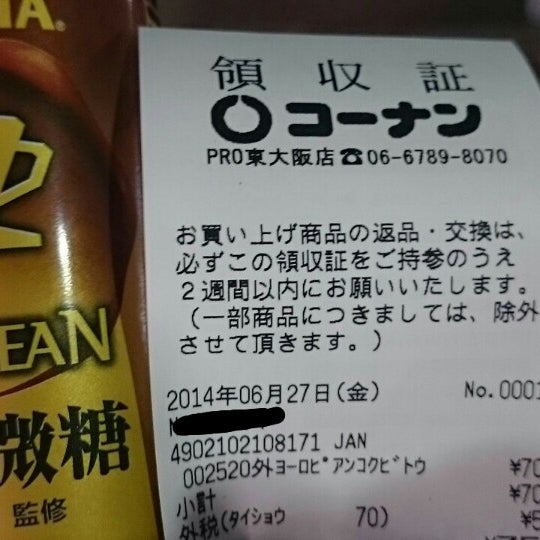 IA.
EAN
微糖
監修
領収証
コーナン
PRO東大阪店☎06-6789-8070
お買い上げ商品の返品・交換は、
必ずこの領収証をご持参のうえ
2週間以内にお願いいたします。
(一部商品につきましては、除外
させて頂きます。)
2014年06月27日(金) No.0001
4902102108171 JAN
002520外ヨーロピアンコクビトウ ¥70
小計 ¥70
外税(タイショウ 70) ¥5